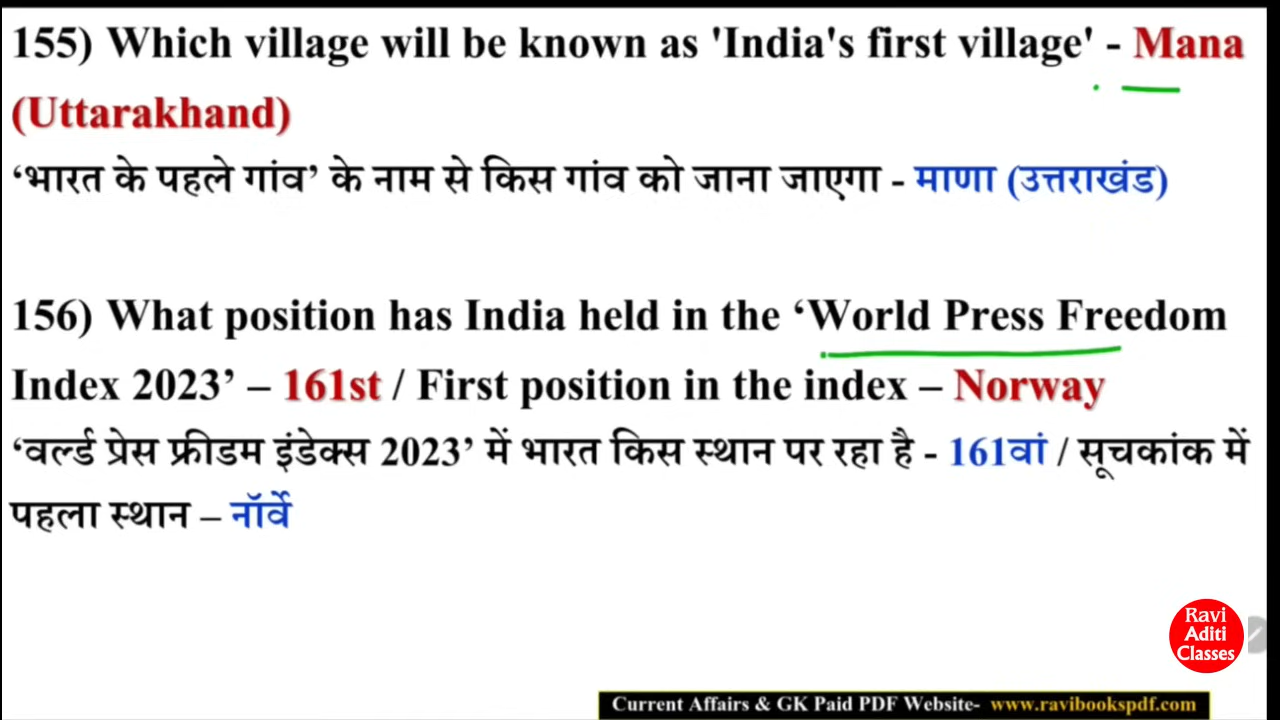 155) Which village will be known as 'India's first village' - Mana
(Uttarakhand)
‘भारत के पहले गांव’ के नाम से किस गांव को जाना जाएगा - माणा (उत्तराखंड)
156) What position has India held in the ‘World Press Freedom
Index 2023’ – 161st / First position in the index – Norway
‘वर्ल्ड प्रेस फ्रीडम इंडेक्स 2023’ में भारत किस स्थान पर रहा है - 161वां / सूचकांक में
पहला स्थान – नॉर्वे
Ravi
Aditi
Classes
Current Affairs & GK Paid PDF Website- www.ravibookspdf.com